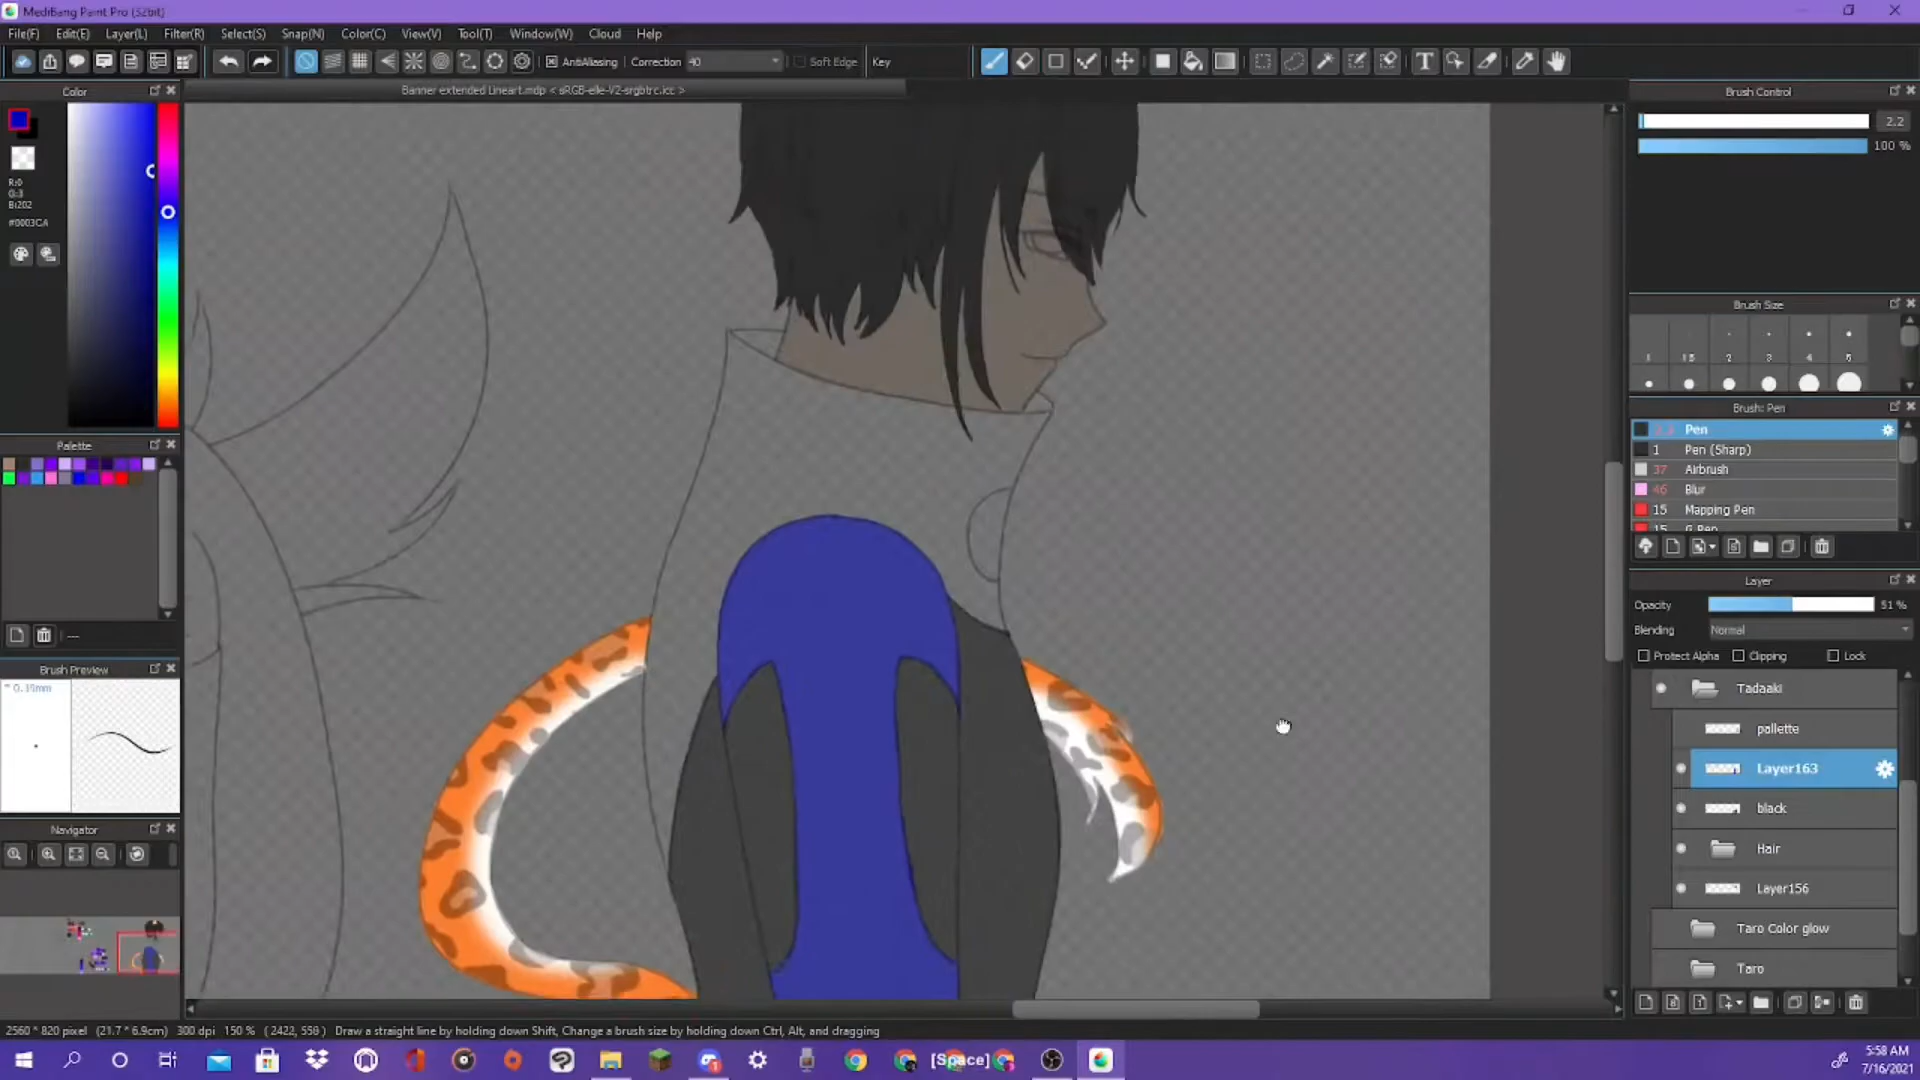 MediBang Paint Pro (32bit)
File(F) Edit(E) Layer(L) Filter(R) Select(S) Snap(N) Color(C) View(V) Tool(T) Window(W) Cloud Help
AntiAliasing Correction 40 Soft Edge Key
Color
Banner extended Lineart.mdp < sRGB-elle-V2-srgbtrc.icc >
Brush Control
2.2
100 %
R:0
G:3
B:202
#0003CA
Brush Size
1 1.5 2 3 4 5
Brush: Pen
Pen
1 Pen (Sharp)
37 Airbrush
46 Blur
15 Mapping Pen
15 G Pen
Palette
---
Layer
Opacity 51 %
Blending Normal
Protect Alpha Clipping Lock
Brush Preview
0.19mm
Tadaaki
pallette
Layer163
black
Hair
Layer156
Taro Color glow
Taro
Navigator
2560 * 820 pixel (21.7 * 6.9cm) 300 dpi 150 % ( 2422, 558 ) Draw a straight line by holding down Shift, Change a brush size by holding down Ctrl, Alt, and dragging
[Space]
5:58 AM
7/16/2021